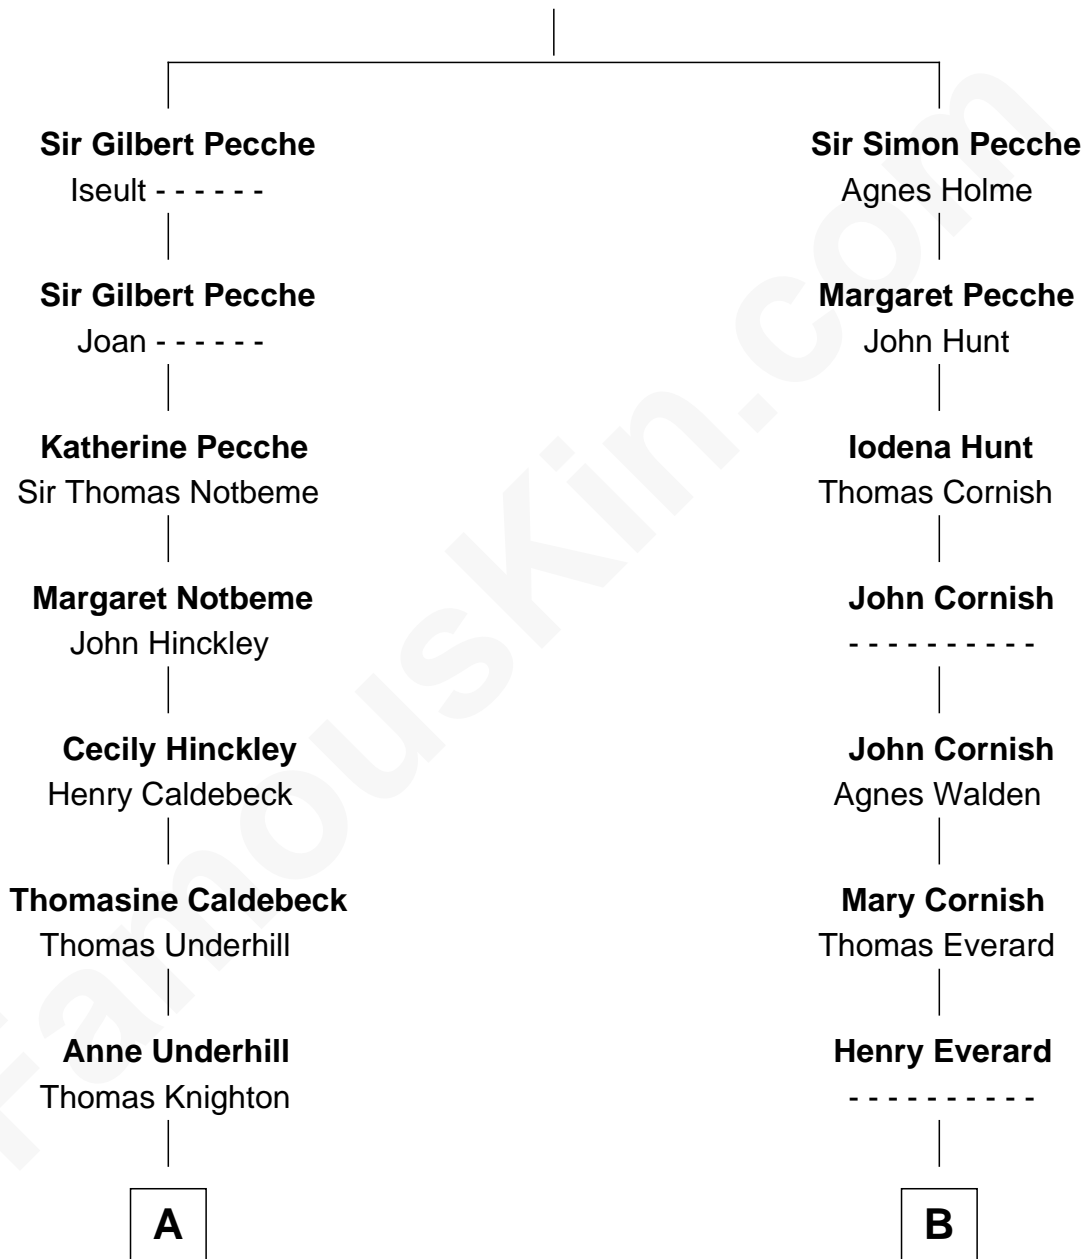 Sir Gilbert Pecche
Iseult - - - - - -
Sir Simon Pecche
Agnes Holme
Sir Gilbert Pecche
Joan - - - - - -
Margaret Pecche
John Hunt
Katherine Pecche
Sir Thomas Notbeme
Iodena Hunt
Thomas Cornish
Margaret Notbeme
John Hinckley
John Cornish
- - - - - - - - - -
Cecily Hinckley
Henry Caldebeck
John Cornish
Agnes Walden
Thomasine Caldebeck
Thomas Underhill
Mary Cornish
Thomas Everard
Anne Underhill
Thomas Knighton
Henry Everard
- - - - - - - - - -
A
B
FamousKin.com